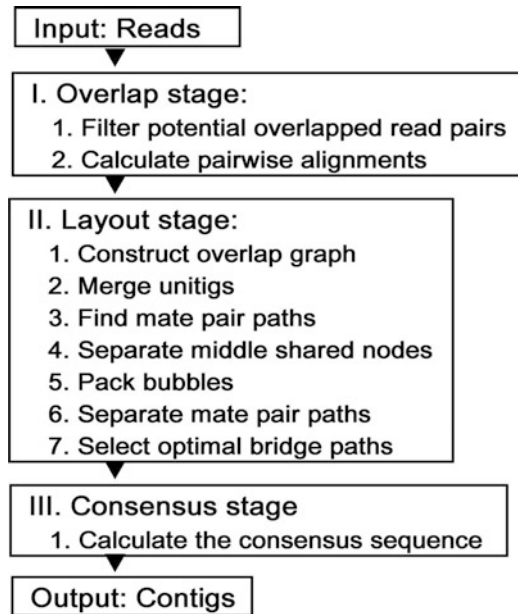 Input: Reads
I. Overlap stage:
1. Filter potential overlapped read pairs
2. Calculate pairwise alignments
II. Layout stage:
1. Construct overlap graph
2. Merge unitigs
3. Find mate pair paths
4. Separate middle shared nodes
5. Pack bubbles
6. Separate mate pair paths
7. Select optimal bridge paths
III. Consensus stage
1. Calculate the consensus sequence
Output: Contigs